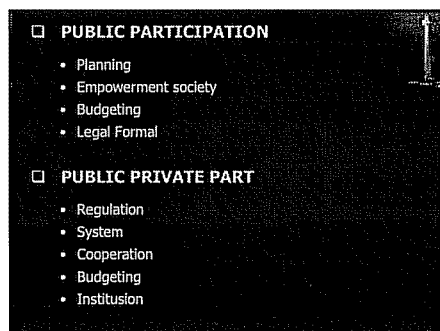 ❑ PUBLIC PARTICIPATION
• Planning
• Empowerment society
• Budgeting
• Legal Formal
❑ PUBLIC PRIVATE PART
• Regulation
• System
• Cooperation
• Budgeting
• Institusion